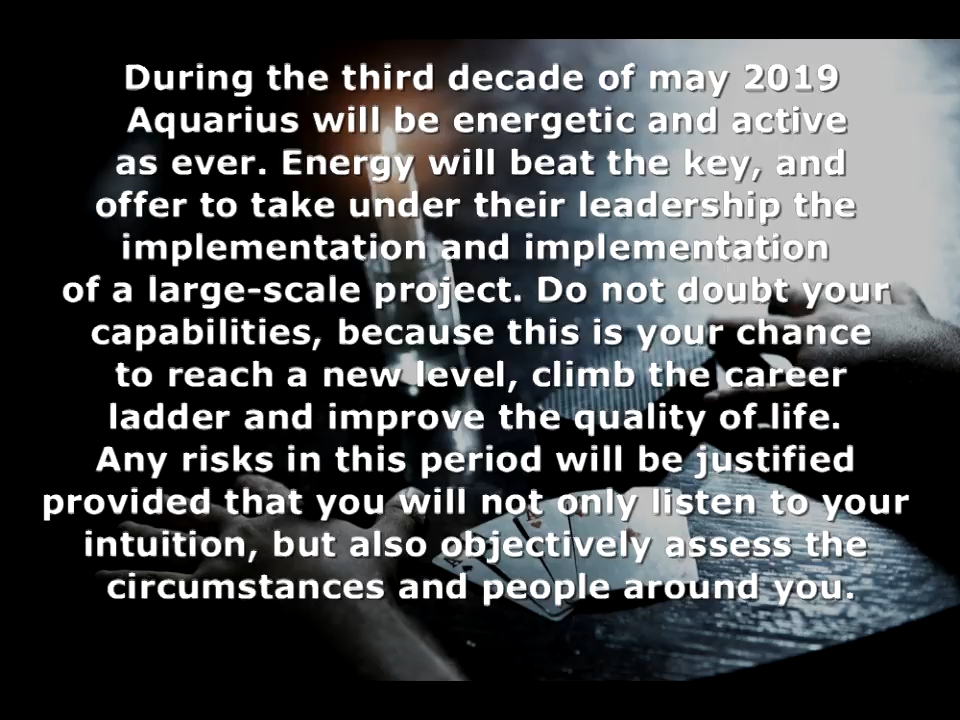 During the third decade of may 2019
Aquarius will be energetic and active
as ever. Energy will beat the key, and
offer to take under their leadership the
implementation and implementation
of a large-scale project. Do not doubt your
capabilities, because this is your chance
to reach a new level, climb the career
ladder and improve the quality of life.
Any risks in this period will be justified
provided that you will not only listen to your
intuition, but also objectively assess the
circumstances and people around you.